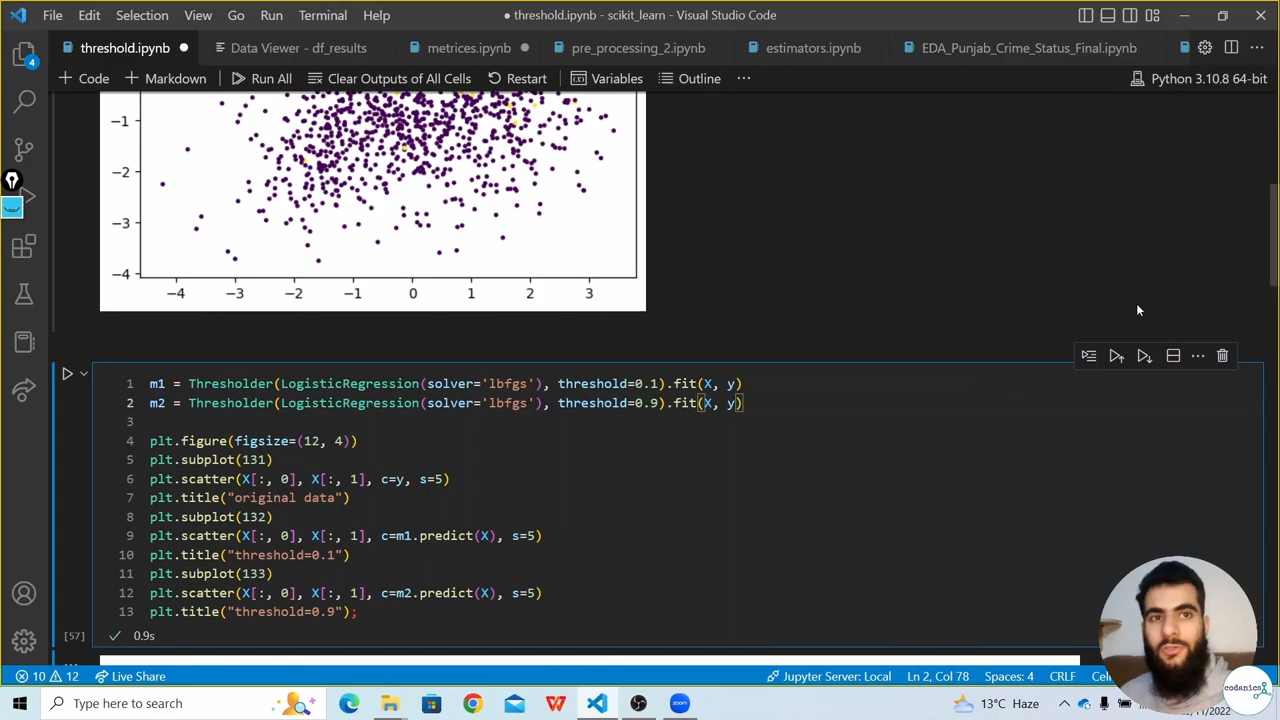 File Edit Selection View Go Run Terminal Help ● threshold.ipynb - scikit_learn - Visual Studio Code
threshold.ipynb ● Data Viewer - df_results metrices.ipynb ● pre_processing_2.ipynb estimators.ipynb EDA_Punjab_Crime_Status_Final.ipynb ···
4
+ Code + Markdown Run All Clear Outputs of All Cells Restart Variables Outline ··· Python 3.10.8 64-bit
−1
−2
−3
−4
−4 −3 −2 −1 0 1 2 3
1 m1 = Thresholder(LogisticRegression(solver='lbfgs'), threshold=0.1).fit(X, y)
2 m2 = Thresholder(LogisticRegression(solver='lbfgs'), threshold=0.9).fit(X, y)
3
4 plt.figure(figsize=(12, 4))
5 plt.subplot(131)
6 plt.scatter(X[:, 0], X[:, 1], c=y, s=5)
7 plt.title("original data")
8 plt.subplot(132)
9 plt.scatter(X[:, 0], X[:, 1], c=m1.predict(X), s=5)
10 plt.title("threshold=0.1")
11 plt.subplot(133)
12 plt.scatter(X[:, 0], X[:, 1], c=m2.predict(X), s=5)
13 plt.title("threshold=0.9");
[57] ✓ 0.9s
10 12 Live Share Jupyter Server: Local Ln 2, Col 78 Spaces: 4 CRLF
codanics
Type here to search zoom 13°C Haze
/11/2022